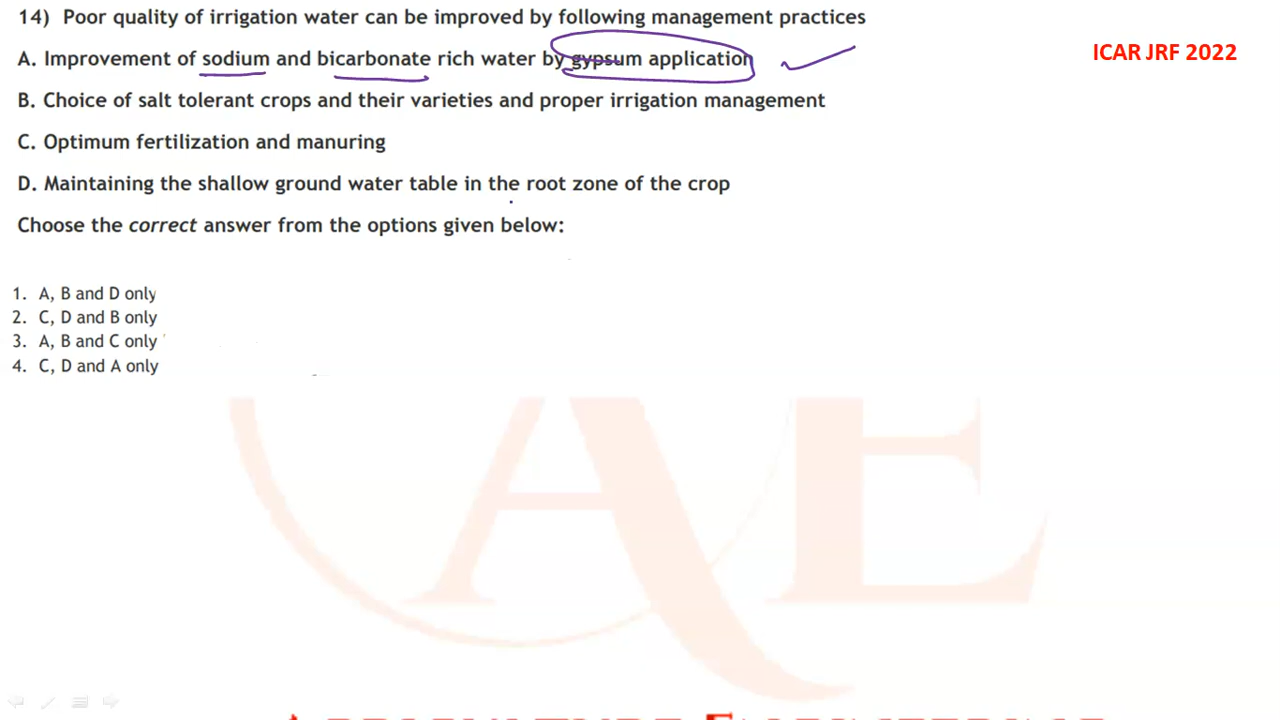 14) Poor quality of irrigation water can be improved by following management practices
ICAR JRF 2022
A. Improvement of sodium and bicarbonate rich water by gypsum application
B. Choice of salt tolerant crops and their varieties and proper irrigation management
C. Optimum fertilization and manuring
D. Maintaining the shallow ground water table in the root zone of the crop
Choose the correct answer from the options given below:
1. A, B and D only
2. C, D and B only
3. A, B and C only
4. C, D and A only
AE